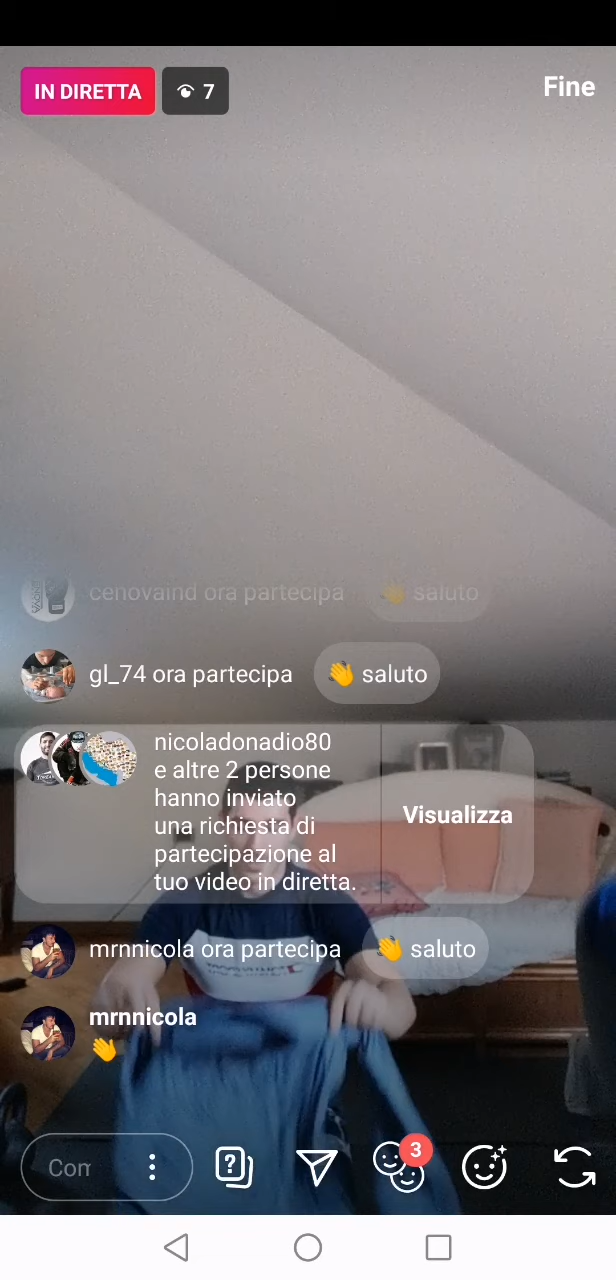 IN DIRETTA 7 Fine
cenovaind ora partecipa 👋 saluto
gl_74 ora partecipa 👋 saluto
nicoladonadio80
e altre 2 persone
hanno inviato
una richiesta di
partecipazione al
tuo video in diretta.
Visualizza
mrnnicola ora partecipa 👋 saluto
mrnnicola
👋
Com
3